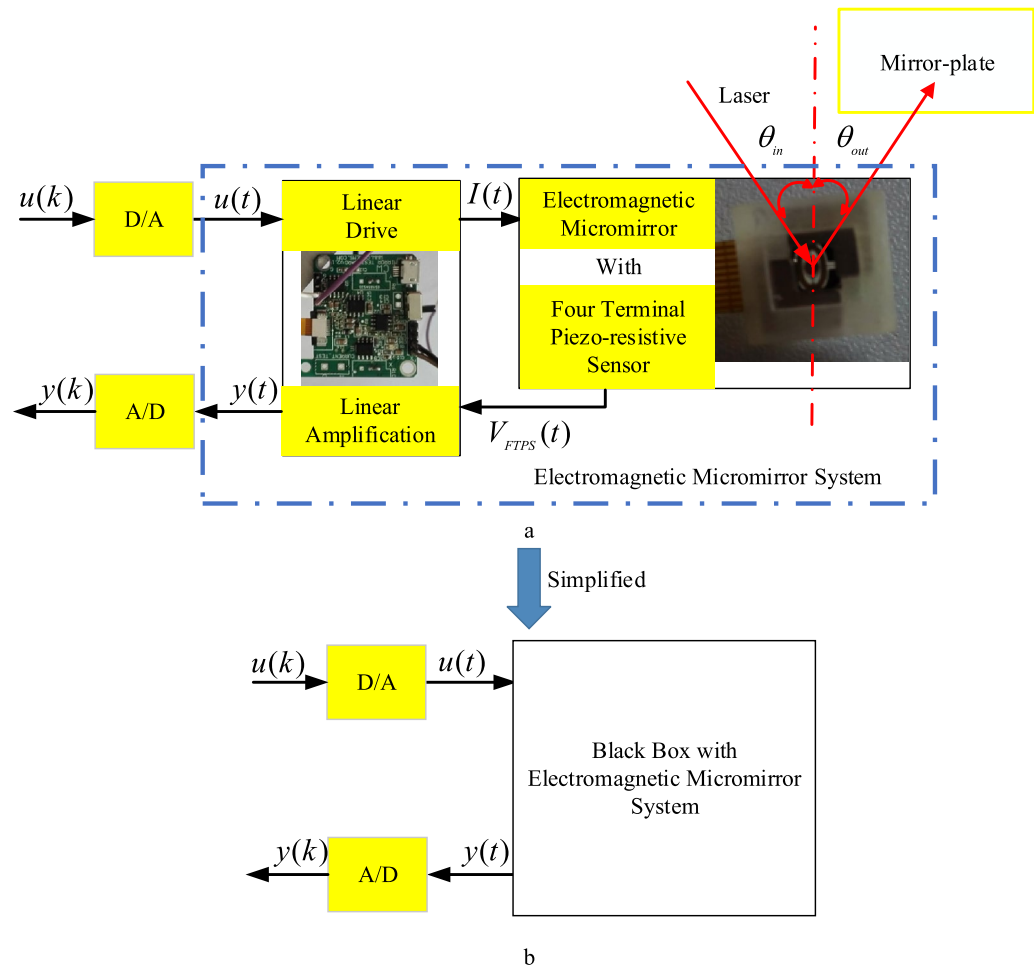 Mirror-plate
Laser
θin
θout
u(k)
D/A
u(t)
Linear
Drive
I(t)
Electromagnetic
Micromirror
With
Four Terminal
Piezo-resistive
Sensor
y(k)
A/D
y(t)
Linear
Amplification
VFTPS(t)
Electromagnetic Micromirror System
a
Simplified
u(k)
D/A
u(t)
Black Box with
Electromagnetic Micromirror
System
y(k)
A/D
y(t)
b